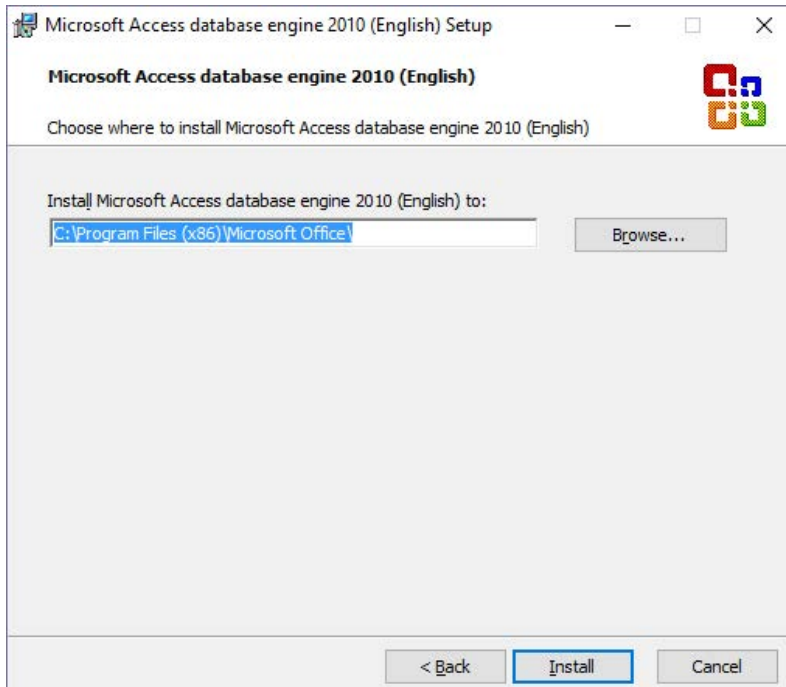 Microsoft Access database engine 2010 (English) Setup
Microsoft Access database engine 2010 (English)
Choose where to install Microsoft Access database engine 2010 (English)
Install Microsoft Access database engine 2010 (English) to:
C:\Program Files (x86)\Microsoft Office\
Browse...
< Back
Install
Cancel